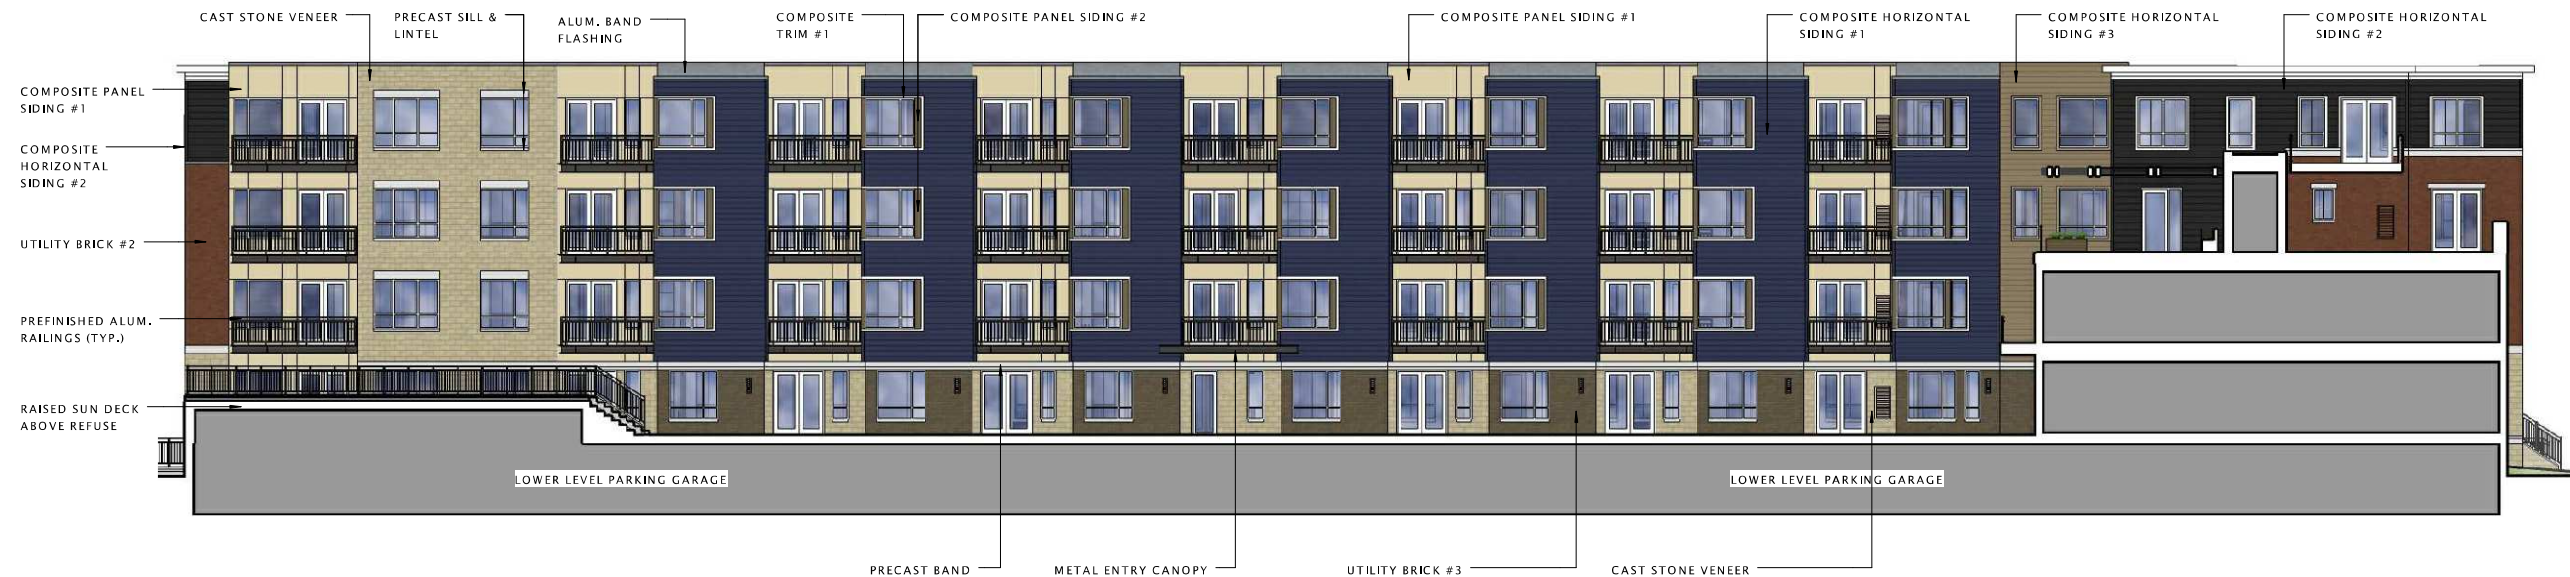 CAST STONE VENEER
PRECAST SILL &
LINTEL
ALUM. BAND
FLASHING
COMPOSITE
TRIM #1
COMPOSITE PANEL SIDING #2
COMPOSITE PANEL SIDING #1
COMPOSITE HORIZONTAL
SIDING #1
COMPOSITE HORIZONTAL
SIDING #3
COMPOSITE HORIZONTAL
SIDING #2
COMPOSITE PANEL
SIDING #1
COMPOSITE
HORIZONTAL
SIDING #2
UTILITY BRICK #2
PREFINISHED ALUM.
RAILINGS (TYP.)
RAISED SUN DECK
ABOVE REFUSE
LOWER LEVEL PARKING GARAGE
LOWER LEVEL PARKING GARAGE
PRECAST BAND
METAL ENTRY CANOPY
UTILITY BRICK #3
CAST STONE VENEER